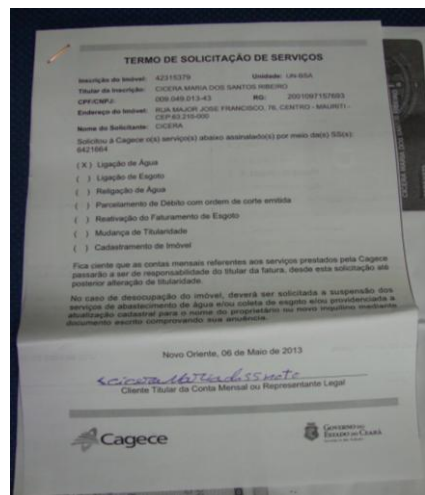 TERMO DE SOLICITAÇÃO DE SERVIÇOS
Inscrição do Imóvel: 42315379 Unidade: UN-BSA
Titular da Inscrição: CICERA MARIA DOS SANTOS RIBEIRO
CPF/CNPJ: 009.049.013-43 RG: 2001097157693
Endereço do Imóvel: RUA MAJOR JOSE FRANCISCO, 76, CENTRO - MAURITI -
CEP:63.210-000
Nome do Solicitante: CICERA
Solicitou à Cagece o(s) serviço(s) abaixo assinalado(s) por meio da(s) SS(s):
6421664
( X ) Ligação de Água
( ) Ligação de Esgoto
( ) Religação de Água
( ) Parcelamento de Débito com ordem de corte emitida
( ) Reativação do Faturamento de Esgoto
( ) Mudança de Titularidade
( ) Cadastramento de Imóvel
Fica ciente que as contas mensais referentes aos serviços prestados pela Cagece
passarão a ser de responsabilidade do titular da fatura, desde esta solicitação até
posterior alteração de titularidade.
No caso de desocupação do imóvel, deverá ser solicitada a suspensão dos
serviços de abastecimento de água e/ou coleta de esgoto e/ou providenciada a
atualização cadastral para o nome do proprietário ou novo inquilino mediante
documento escrito comprovando sua anuência.
Novo Oriente, 06 de Maio de 2013
Cliente Titular da Conta Mensal ou Representante Legal
Cagece
GOVERNO DO
ESTADO DO CEARÁ